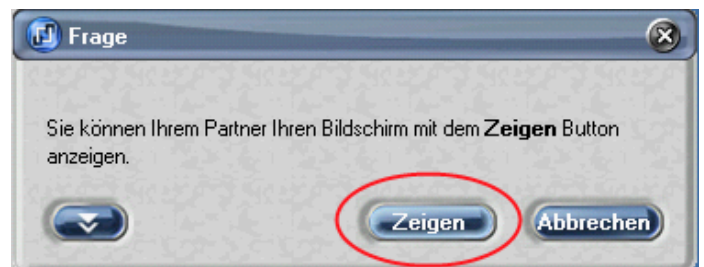 Frage
Sie können Ihrem Partner Ihren Bildschirm mit dem Zeigen Button
anzeigen.
Zeigen Abbrechen